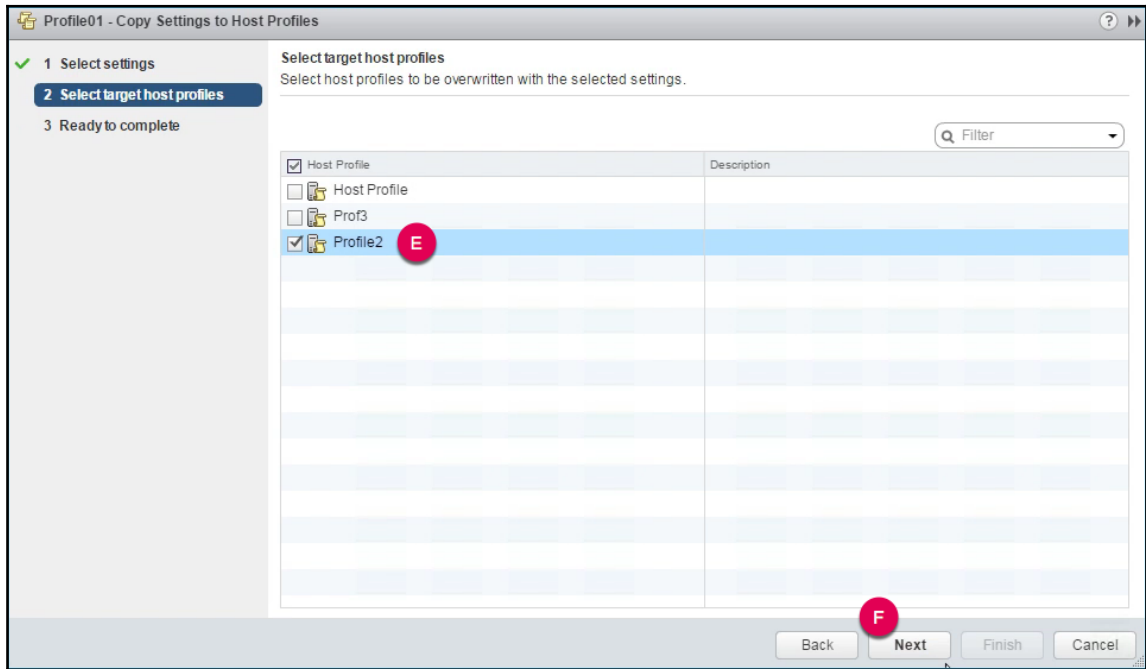 Profile01 - Copy Settings to Host Profiles
?
1 Select settings
2 Select target host profiles
3 Ready to complete
Select target host profiles
Select host profiles to be overwritten with the selected settings.
Filter
Host Profile Description
Host Profile
Prof3
Profile2 E
F
Back Next Finish Cancel